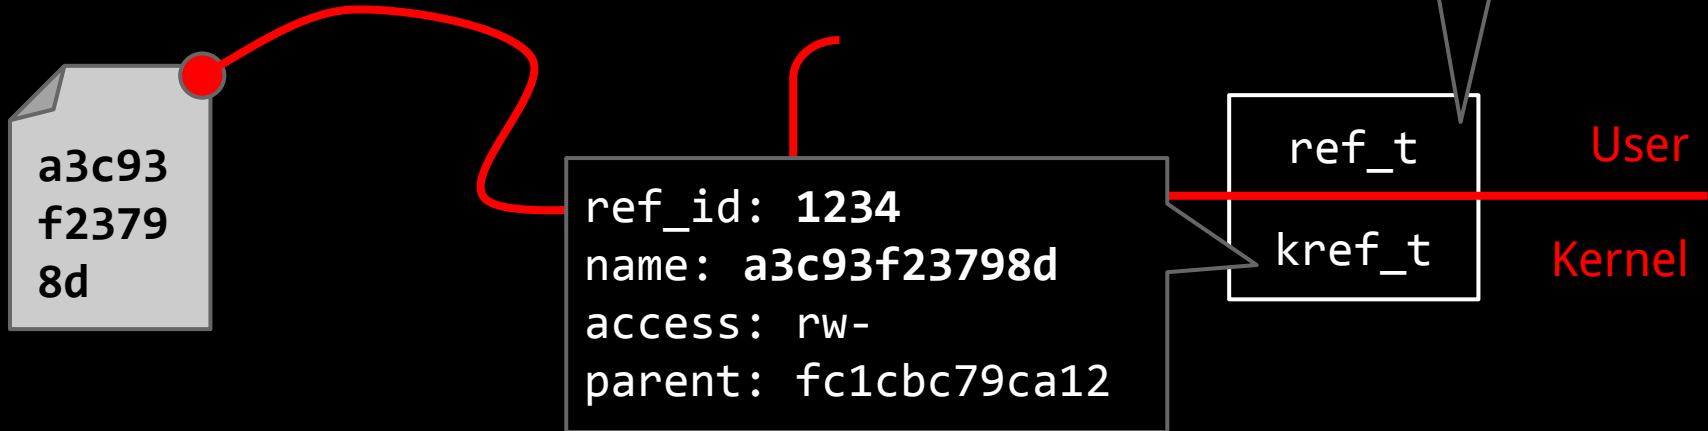 a3c93
f2379
8d
ref_id: 1234
name: a3c93f23798d
access: rw-
parent: fc1cbc79ca12
ref_t
kref_t
User
Kernel